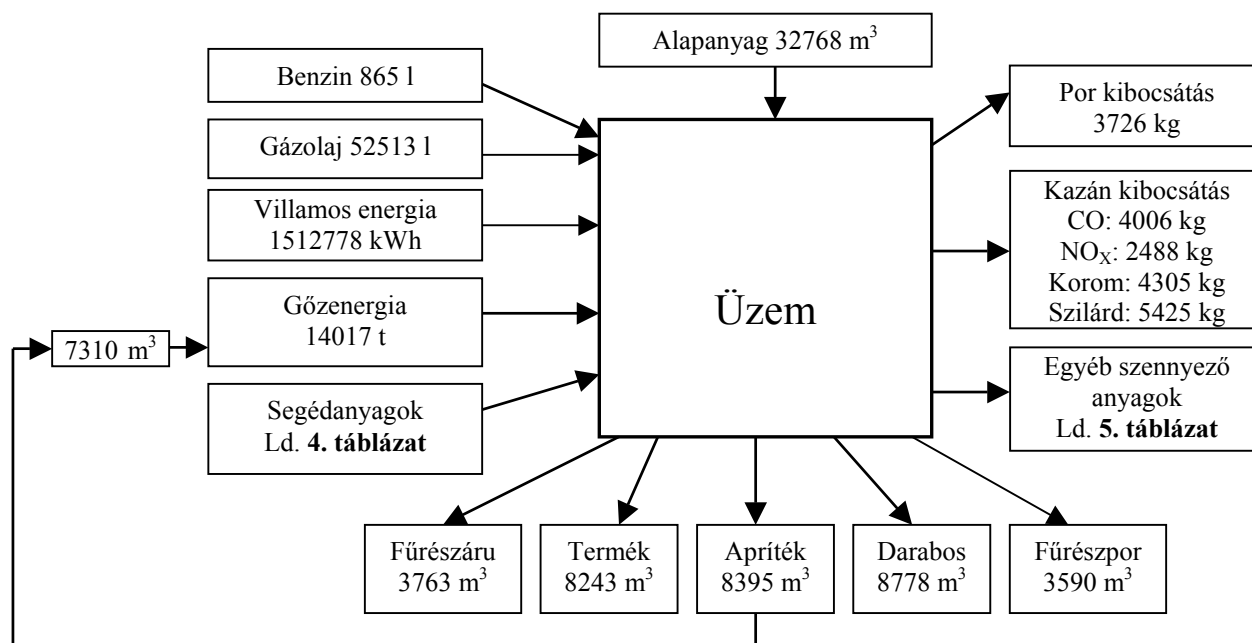 Alapanyag 32768 m³
Benzin 865 l
Gázolaj 52513 l
Villamos energia
1512778 kWh
Gőzenergia
14017 t
7310 m³
Segédanyagok
Ld. 4. táblázat
Üzem
Por kibocsátás
3726 kg
Kazán kibocsátás
CO: 4006 kg
NOX: 2488 kg
Korom: 4305 kg
Szilárd: 5425 kg
Egyéb szennyező
anyagok
Ld. 5. táblázat
Fűrészáru
3763 m³
Termék
8243 m³
Apríték
8395 m³
Darabos
8778 m³
Fűrészpor
3590 m³